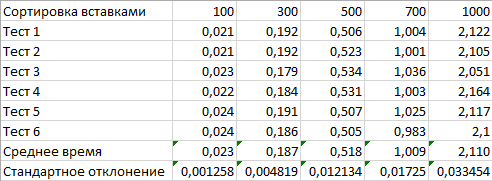 Сортировка вставками 100 300 500 700 1000
Тест 1 0,021 0,192 0,506 1,004 2,122
Тест 2 0,021 0,192 0,523 1,001 2,105
Тест 3 0,023 0,179 0,534 1,036 2,051
Тест 4 0,022 0,184 0,531 1,003 2,164
Тест 5 0,024 0,191 0,507 1,025 2,117
Тест 6 0,024 0,186 0,505 0,983 2,1
Среднее время 0,023 0,187 0,518 1,009 2,110
Стандартное отклонение 0,001258 0,004819 0,012134 0,01725 0,033454